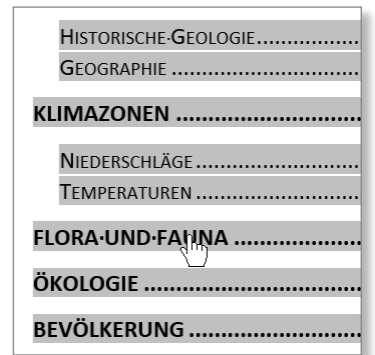 HISTORISCHE·GEOLOGIE.................
GEOGRAPHIE ..............................
KLIMAZONEN ............................
NIEDERSCHLÄGE..........................
TEMPERATUREN ..........................
FLORA·UND·FAUNA ....................
ÖKOLOGIE .................................
BEVÖLKERUNG ..........................